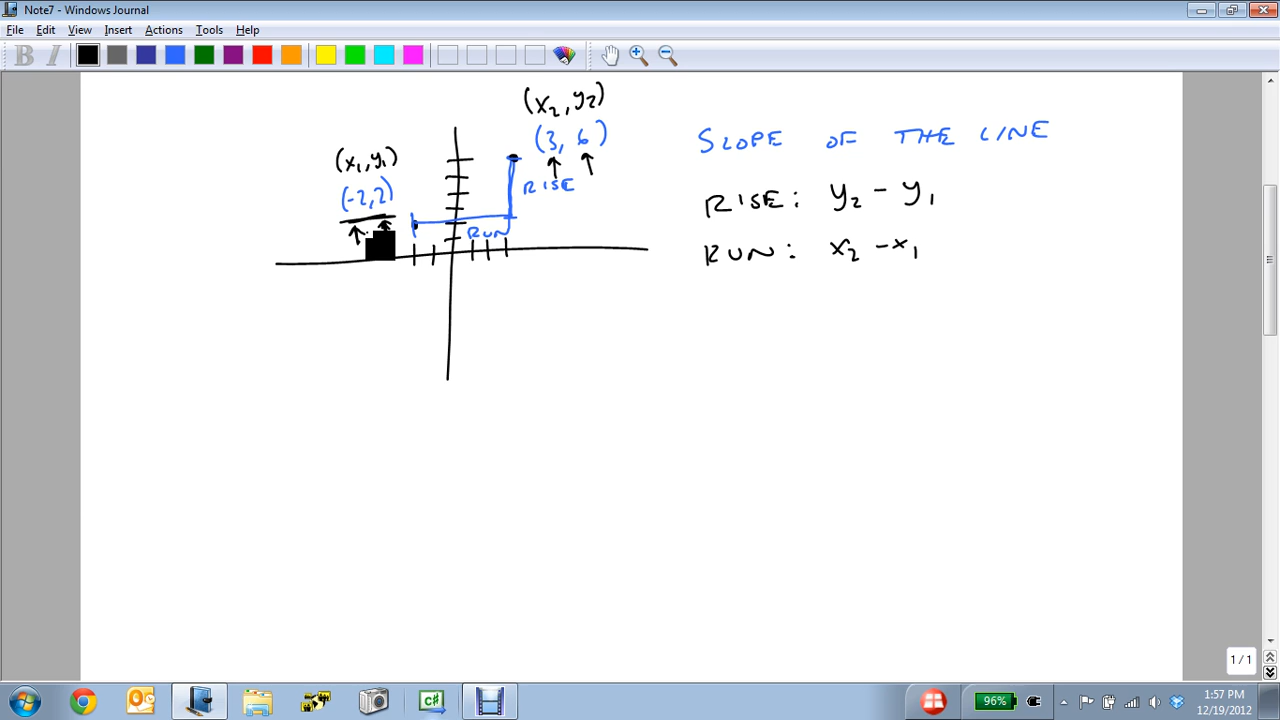 Note7 - Windows Journal
File Edit View Insert Actions Tools Help
B I
(x₂, y₂)
(3, 6)
(x₁, y₁)
(-2, 2)
RISE
RUN
SLOPE OF THE LINE
RISE: y₂ - y₁
RUN: x₂ - x₁
1 / 1
C#
96%
1:57 PM
12/19/2012